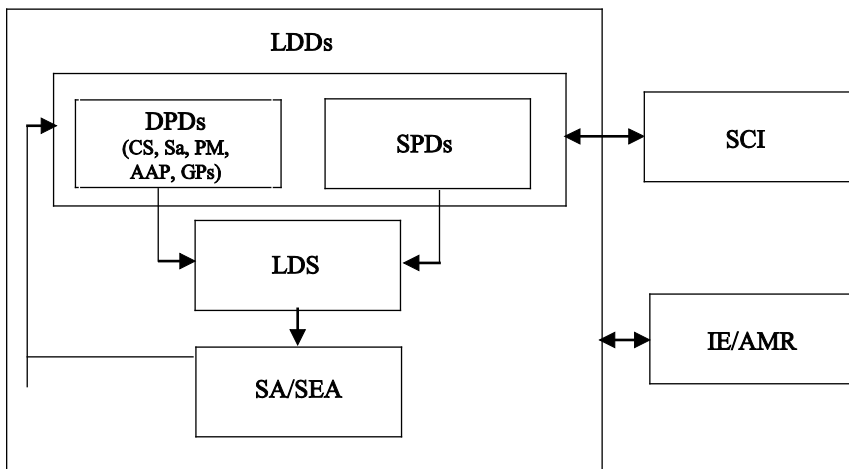 LDDs
DPDs
(CS, Sa, PM,
AAP, GPs)
SPDs
SCI
LDS
IE/AMR
SA/SEA